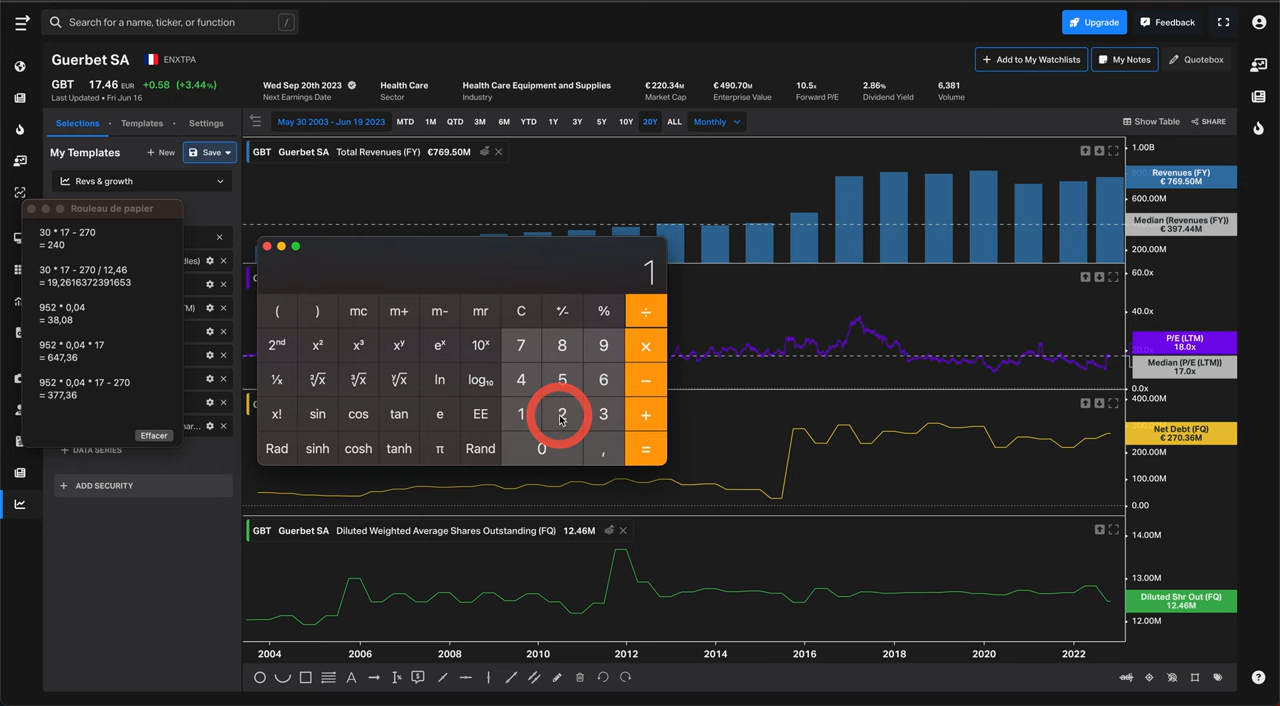 Search for a name, ticker, or function /
Upgrade
Feedback
Guerbet SA ENXTPA
Add to My Watchlists
My Notes
Quotebox
GBT 17.46 EUR +0.58 (+3.44%)
Last Updated • Fri Jun 16
Wed Sep 20th 2023
Next Earnings Date
Health Care
Sector
Health Care Equipment and Supplies
Industry
€ 220.34M
Market Cap
€ 490.70M
Enterprise Value
10.5x
Forward P/E
2.86%
Dividend Yield
6,381
Volume
Selections • Templates • Settings
May 30 2003 - Jun 19 2023 MTD 1M QTD 3M 6M YTD 1Y 3Y 5Y 10Y 20Y ALL Monthly
Show Table
SHARE
My Templates
+ New
Save
Revs & growth
Rouleau de papier
30 * 17 - 270
= 240
30 * 17 - 270 / 12,46
= 19,2616372391653
952 * 0,04
= 38,08
952 * 0,04 * 17
= 647,36
952 * 0,04 * 17 - 270
= 377,36
Effacer
+ DATA SERIES
+ ADD SECURITY
GBT Guerbet SA Total Revenues (FY) €769.50M
1.00B
Revenues (FY)
€ 769.50M
600.00M
Median (Revenues (FY))
€ 397.44M
200.00M
1
( ) mc m+ m- mr C +/- % ÷
2nd x² x³ xʸ eˣ 10ˣ 7 8 9 ×
¹/x ²√x ³√x ʸ√x ln log₁₀ 4 5 6 −
x! sin cos tan e EE 1 2 3 +
Rad sinh cosh tanh π Rand 0 , =
60.0x
40.0x
P/E (LTM)
18.0x
Median (P/E (LTM))
17.0x
0.0x
400.00M
Net Debt (FQ)
€ 270.36M
200.00M
100.00M
0.00
GBT Guerbet SA Diluted Weighted Average Shares Outstanding (FQ) 12.46M
14.00M
13.00M
Diluted Shr Out (FQ)
12.46M
12.00M
2004 2006 2008 2010 2012 2014 2016 2018 2020 2022